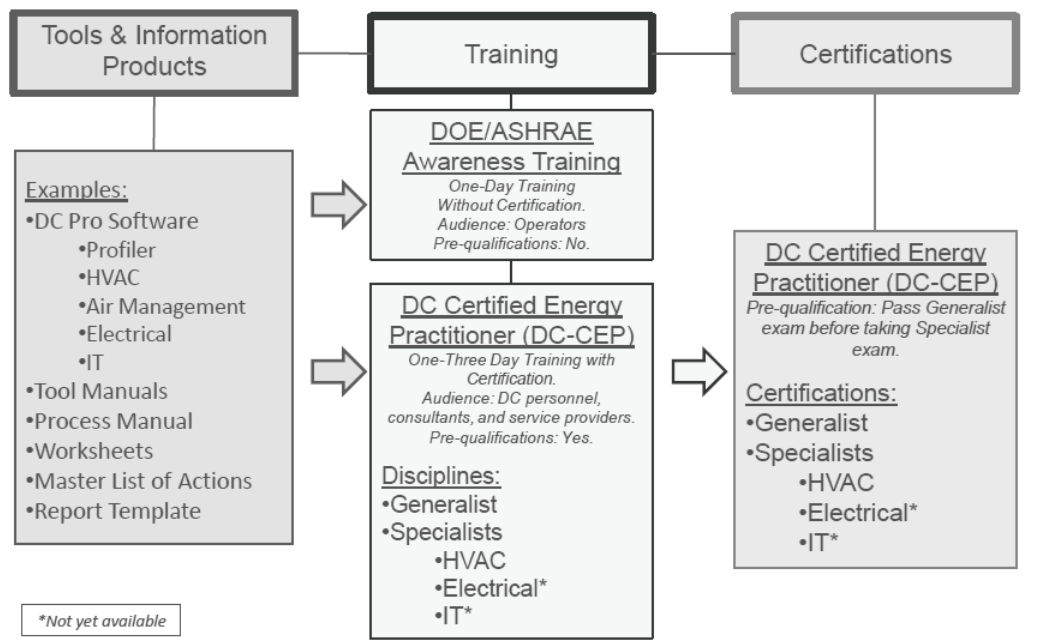 Tools & Information
Products
Training
Certifications
Examples:
•DC Pro Software
•Profiler
•HVAC
•Air Management
•Electrical
•IT
•Tool Manuals
•Process Manual
•Worksheets
•Master List of Actions
•Report Template
DOE/ASHRAE
Awareness Training
One-Day Training
Without Certification.
Audience: Operators
Pre-qualifications: No.
DC Certified Energy
Practitioner (DC-CEP)
One-Three Day Training with
Certification.
Audience: DC personnel,
consultants, and service providers.
Pre-qualifications: Yes.
Disciplines:
•Generalist
•Specialists
•HVAC
•Electrical*
•IT*
DC Certified Energy
Practitioner (DC-CEP)
Pre-qualification: Pass Generalist
exam before taking Specialist
exam.
Certifications:
•Generalist
•Specialists
•HVAC
•Electrical*
•IT*
*Not yet available